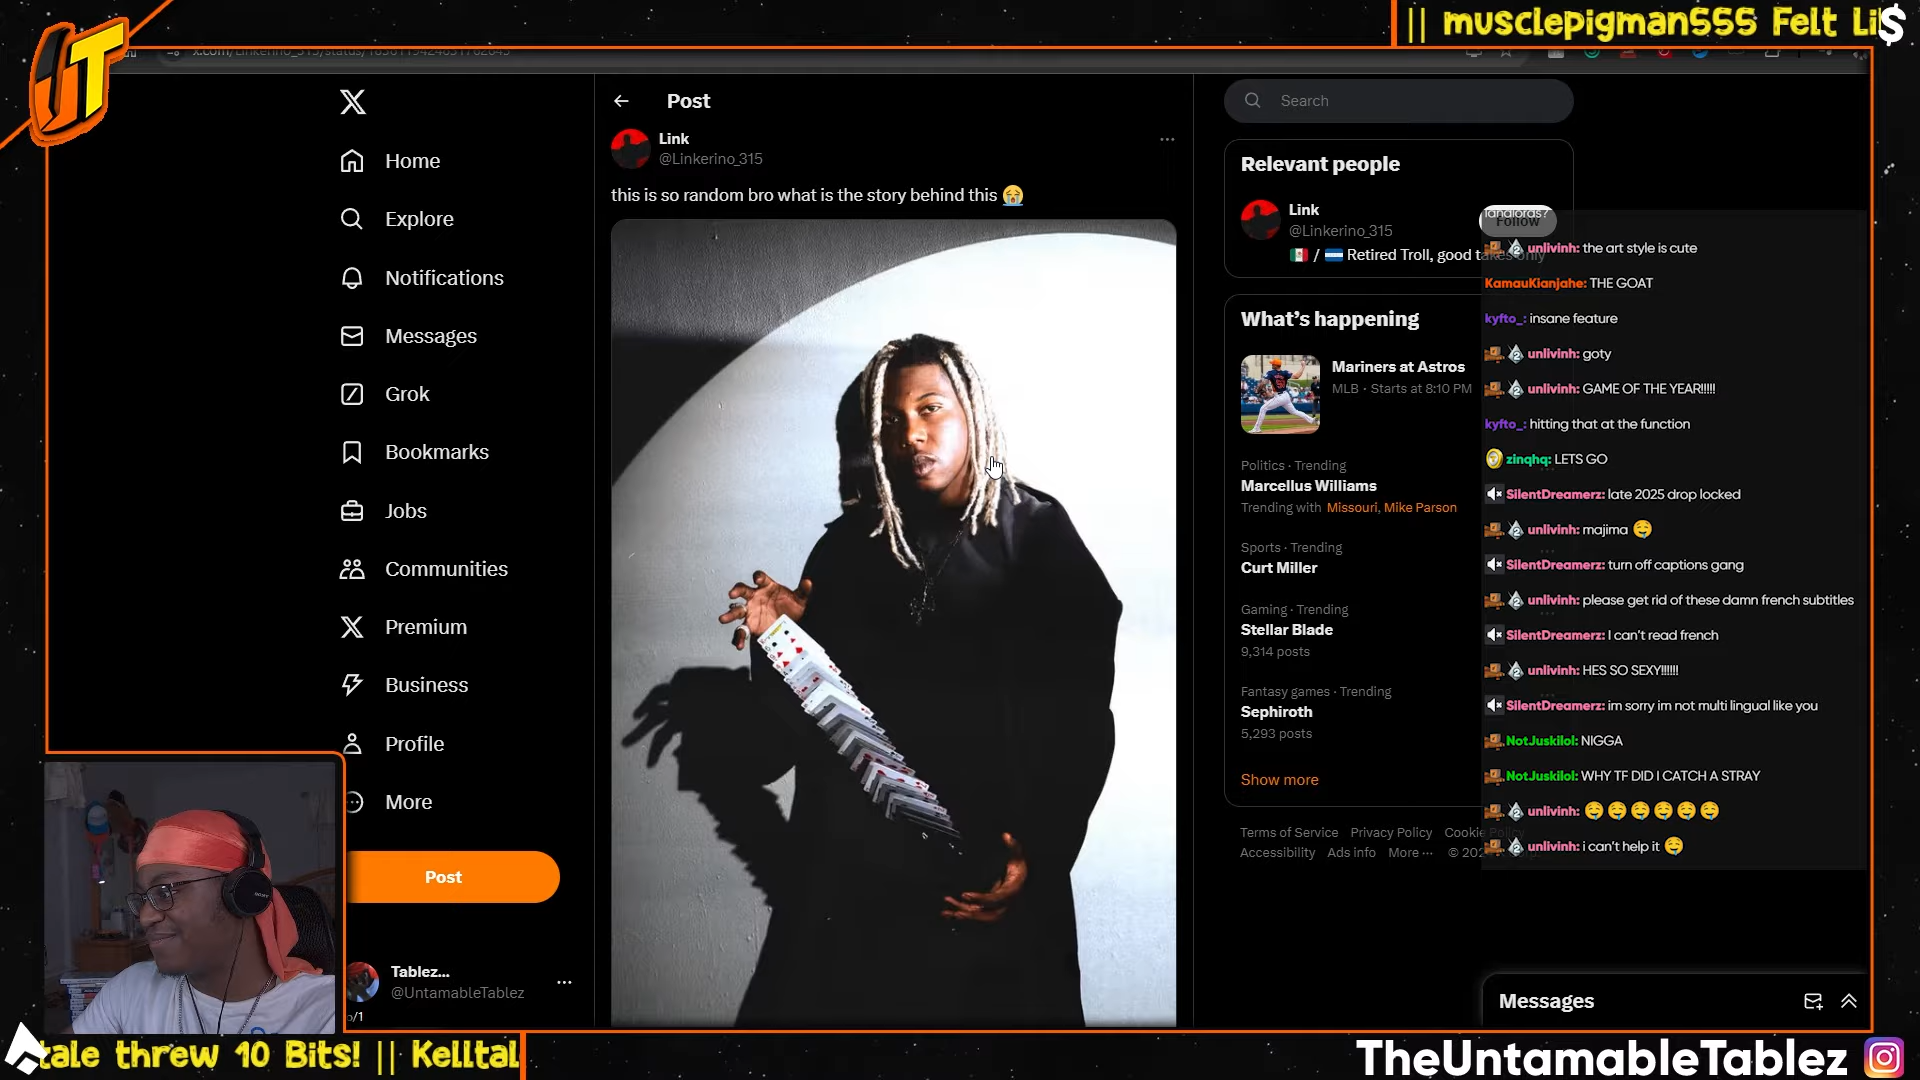 || musclepigman555 Felt Li
$
UT
Post
Search
Link
@Linkerino_315
this is so random bro what is the story behind this 😭
Home
Explore
Notifications
Messages
Grok
Bookmarks
Jobs
Communities
Premium
Business
Profile
More
Post
Tablez...
@UntamableTablez
/1
Relevant people
Link
@Linkerino_315
Follow
🇲🇽 / 🇭🇳 Retired Troll, good takes only
What's happening
Mariners at Astros
MLB · Starts at 8:10 PM
Politics · Trending
Marcellus Williams
Trending with Missouri, Mike Parson
Sports · Trending
Curt Miller
Gaming · Trending
Stellar Blade
9,314 posts
Fantasy games · Trending
Sephiroth
5,293 posts
Show more
Terms of Service Privacy Policy Cookie Policy
Accessibility Ads info More ··· © 202
landlords?
unlivinh: the art style is cute
KamauKianjahe: THE GOAT
kyfto_: insane feature
unlivinh: goty
unlivinh: GAME OF THE YEAR!!!!!
kyfto_: hitting that at the function
zinqhq: LETS GO
SilentDreamerz: late 2025 drop locked
unlivinh: majima 🤤
SilentDreamerz: turn off captions gang
unlivinh: please get rid of these damn french subtitles
SilentDreamerz: I can't read french
unlivinh: HES SO SEXY!!!!!!
SilentDreamerz: im sorry im not multi lingual like you
NotJuskilol: NIGGA
NotJuskilol: WHY TF DID I CATCH A STRAY
unlivinh: 🤤🤤🤤🤤🤤🤤
unlivinh: i can't help it 🤤
Messages
tale threw 10 Bits! || Kelltal
TheUntamableTablez